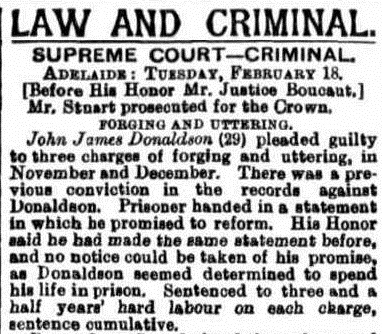 LAW AND CRIMINAL.
SUPREME COURT—CRIMINAL.
ADELAIDE: TUESDAY, FEBRUARY 18.
[Before His Honor Mr. Justice Boucaut.]
Mr. Stuart prosecuted for the Crown.
FORGING AND UTTERING.
John James Donaldson (29) pleaded guilty
to three charges of forging and uttering, in
November and December. There was a pre-
vious conviction in the records against
Donaldson. Prisoner handed in a statement
in which he promised to reform. His Honor
said he had made the same statement before,
and no notice could be taken of his promise,
as Donaldson seemed determined to spend
his life in prison. Sentenced to three and a
half years' hard labour on each charge,
sentence cumulative.